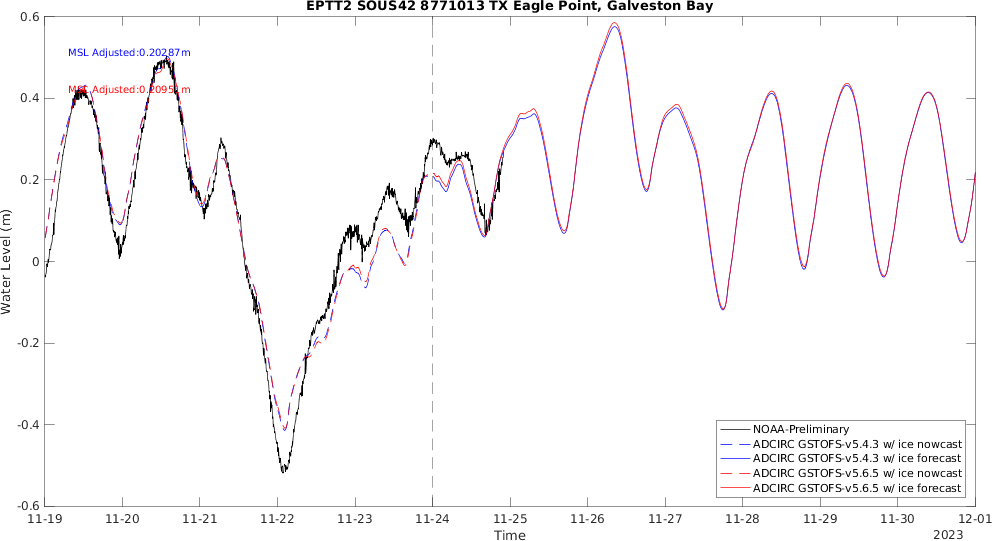 EPTT2 SOUS42 8771013 TX Eagle Point, Galveston Bay
0.6
0.4
0.2
0
-0.2
-0.4
-0.6
Water Level (m)
MSL Adjusted:0.20287m
Adjusted:0.2095
NOAA-Preliminary
ADCIRC GSTOFS-v5.4.3 w/ ice nowcast
ADCIRC GSTOFS-v5.4.3 w/ ice forecast
ADCIRC GSTOFS-v5.6.5 w/ ice nowcast
ADCIRC GSTOFS-v5.6.5 w/ ice forecast
11-19 11-20 11-21 11-22 11-23 11-24 11-25 11-26 11-27 11-28 11-29 11-30 12-01
Time
2023